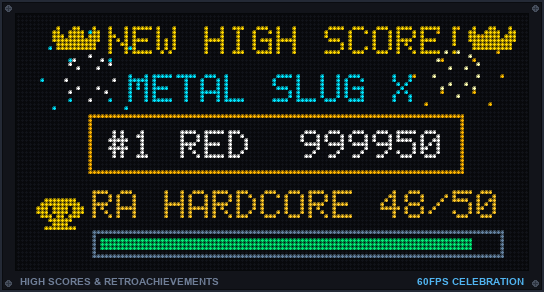 NEW HIGH SCORE!
METAL SLUG X
#1 RED 999950
RA HARDCORE 48/50
HIGH SCORES & RETROACHIEVEMENTS
60FPS CELEBRATION